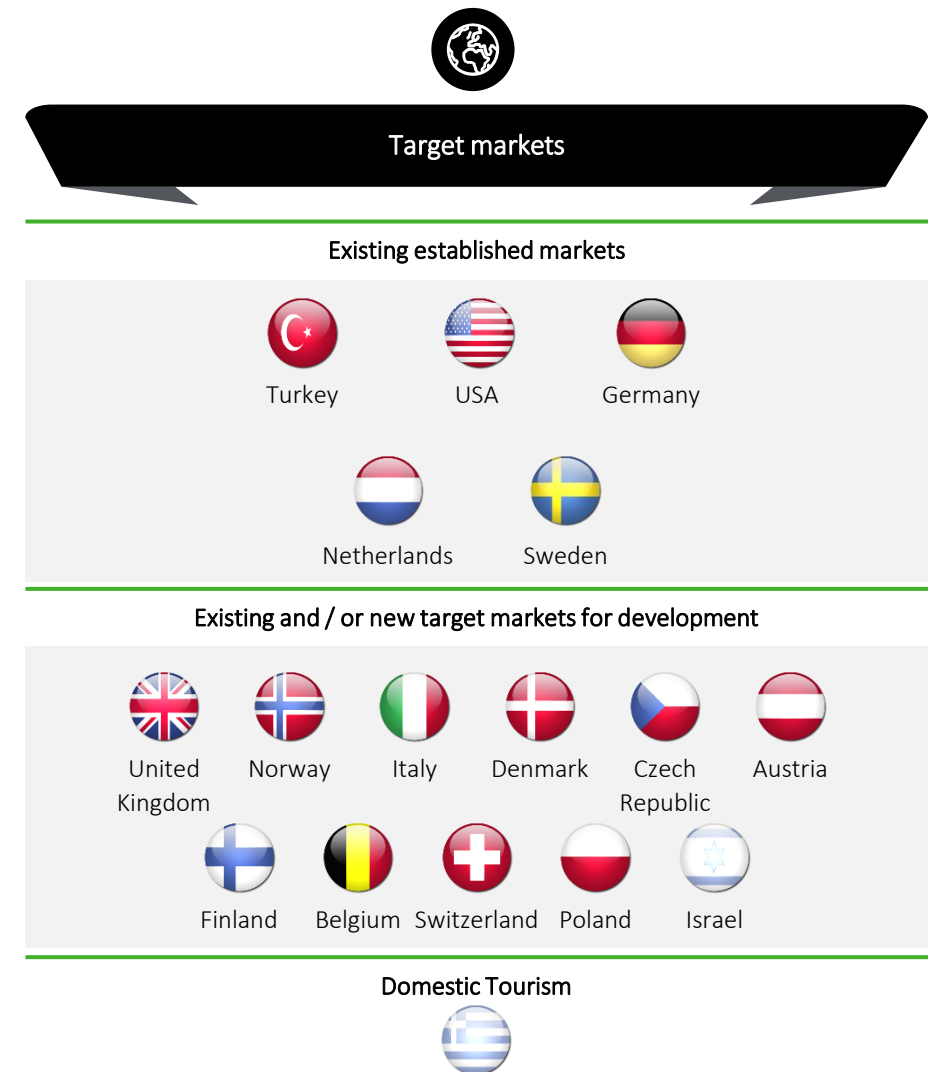 Target markets
Existing established markets
Turkey USA Germany
Netherlands Sweden
Existing and / or new target markets for development
United Norway Italy Denmark Czech Austria
Kingdom Republic
Finland Belgium Switzerland Poland Israel
Domestic Tourism